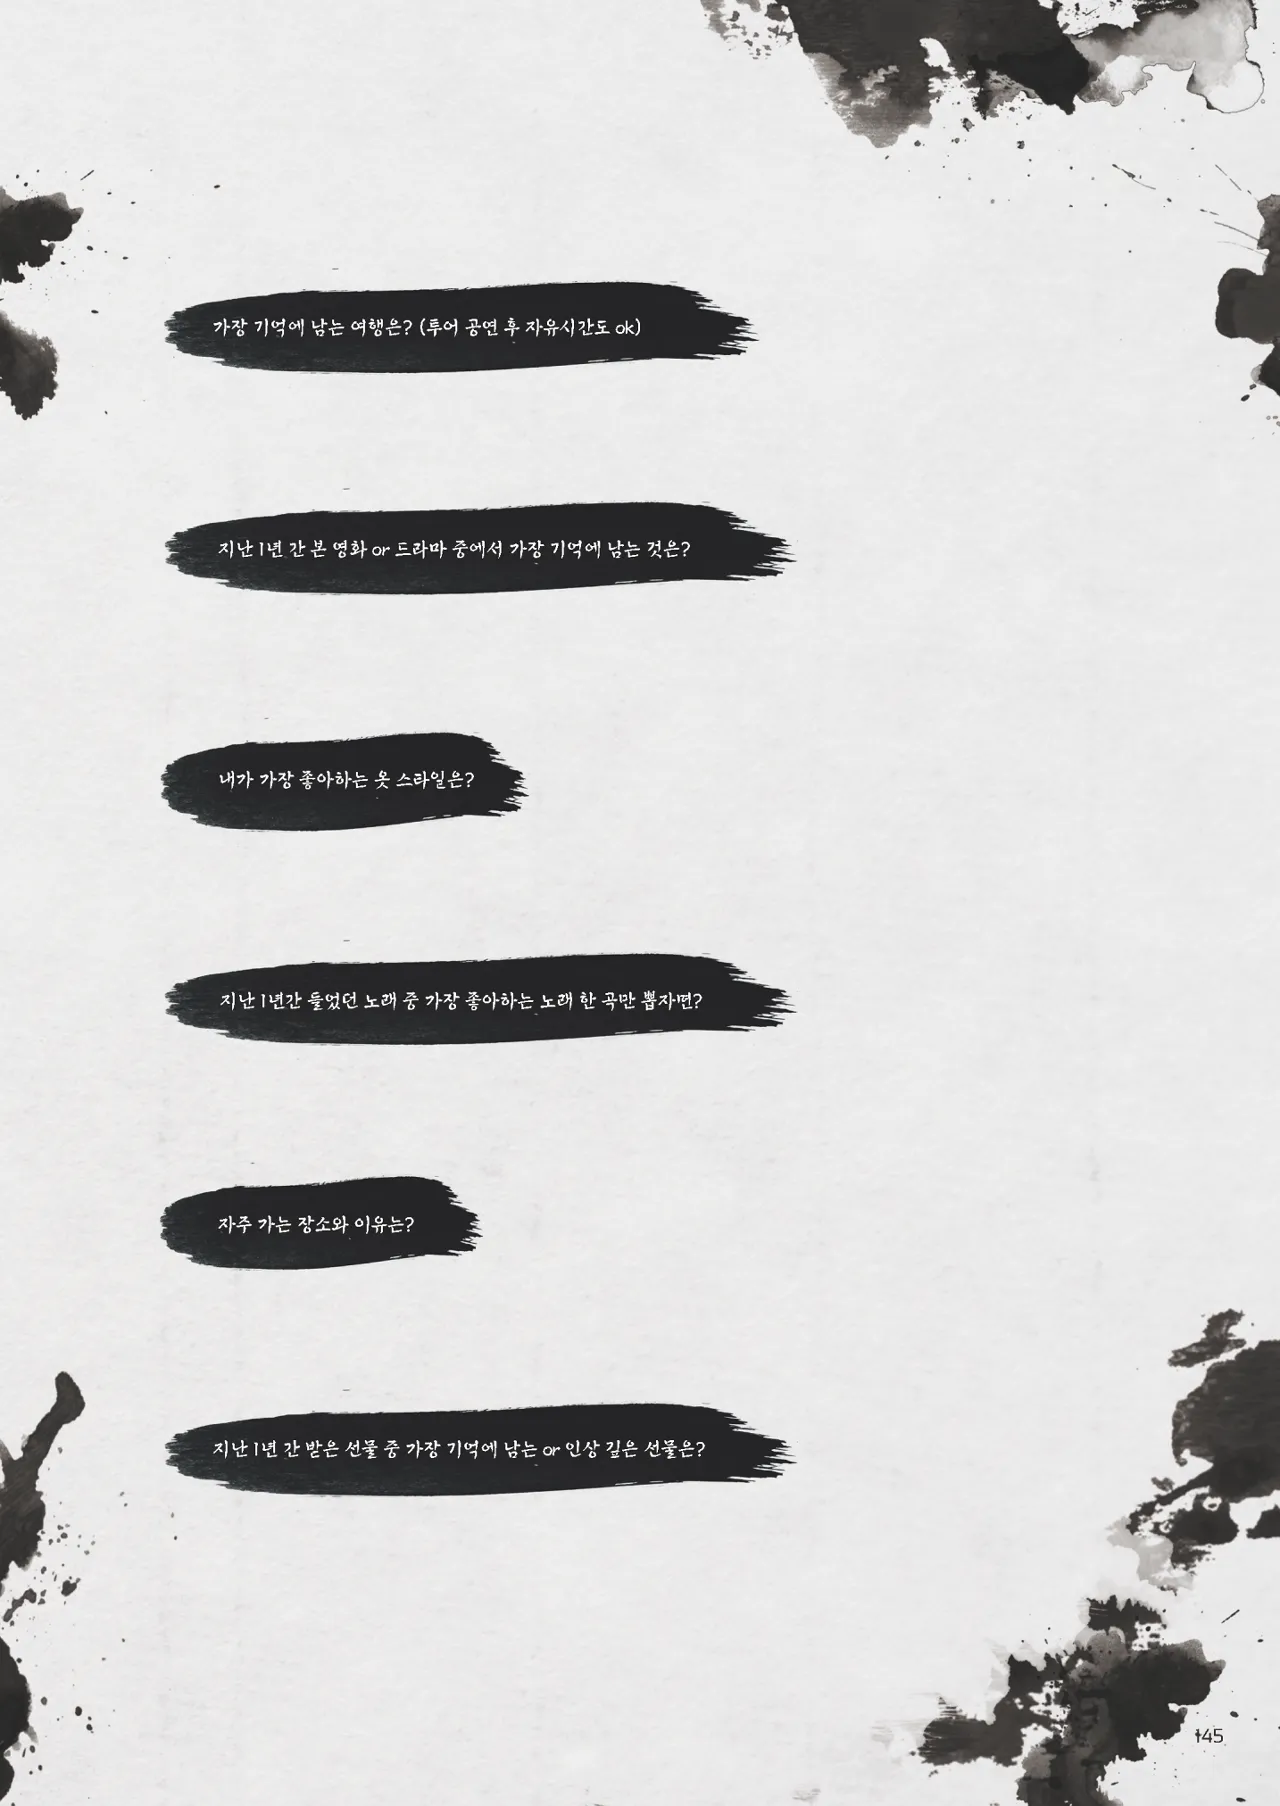 가장 기억에 남는 여행은? (투어 공연 후 자유시간도 ok)
지난 1년 간 본 영화 or 드라마 중에서 가장 기억에 남는 것은?
내가 가장 좋아하는 옷 스타일은?
지난 1년간 들었던 노래 중 가장 좋아하는 노래 한 곡만 뽑자면?
자주 가는 장소와 이유는?
지난 1년 간 받은 선물 중 가장 기억에 남는 or 인상 깊은 선물은?
145